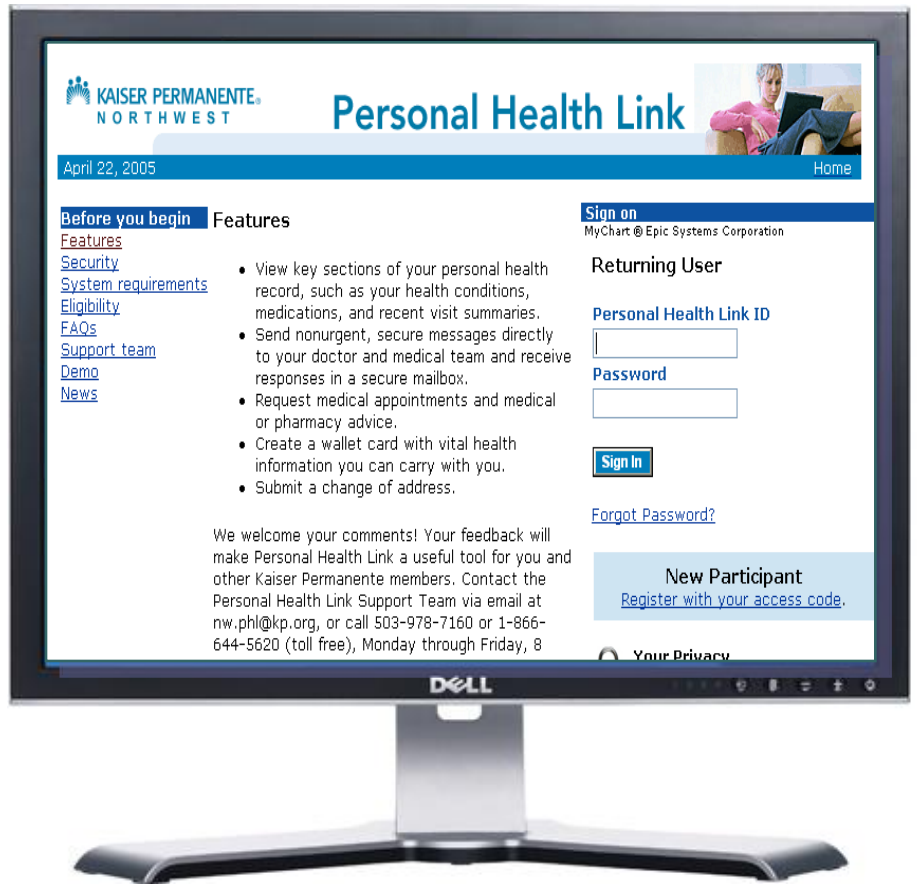 KAISER PERMANENTE®
NORTHWEST
Personal Health Link
April 22, 2005
Home
Before you begin
Features
Security
System requirements
Eligibility
FAQs
Support team
Demo
News
Features
• View key sections of your personal health
record, such as your health conditions,
medications, and recent visit summaries.
• Send nonurgent, secure messages directly
to your doctor and medical team and receive
responses in a secure mailbox.
• Request medical appointments and medical
or pharmacy advice.
• Create a wallet card with vital health
information you can carry with you.
• Submit a change of address.
We welcome your comments! Your feedback will
make Personal Health Link a useful tool for you and
other Kaiser Permanente members. Contact the
Personal Health Link Support Team via email at
nw.phl@kp.org, or call 503-978-7160 or 1-866-
644-5620 (toll free), Monday through Friday, 8
Sign on
MyChart ® Epic Systems Corporation
Returning User
Personal Health Link ID
Password
Sign In
Forgot Password?
New Participant
Register with your access code.
Your Privacy
DELL